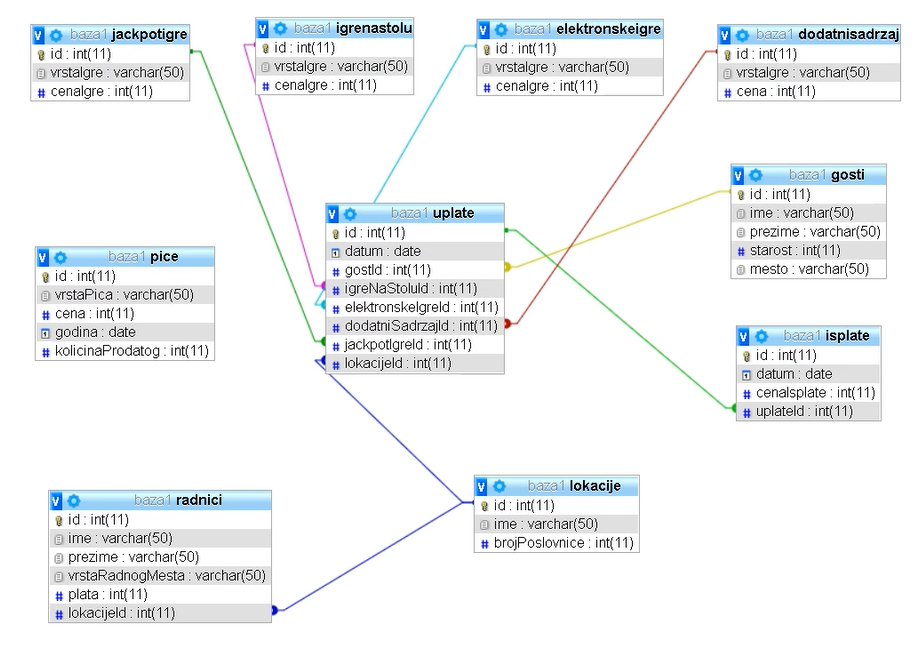 baza1 jackpotigre
id : int(11)
vrstaIgre : varchar(50)
cenaIgre : int(11)
baza1 igrenastolu
id : int(11)
vrstaIgre : varchar(50)
cenaIgre : int(11)
baza1 elektronskeigre
id : int(11)
vrstaIgre : varchar(50)
cenaIgre : int(11)
baza1 dodatnisadrzaj
id : int(11)
vrstaIgre : varchar(50)
cena : int(11)
baza1 gosti
id : int(11)
ime : varchar(50)
prezime : varchar(50)
starost : int(11)
mesto : varchar(50)
baza1 uplate
id : int(11)
datum : date
gostId : int(11)
igreNaStoluId : int(11)
elektronskeIgreId : int(11)
dodatniSadrzajId : int(11)
jackpotIgreId : int(11)
lokacijeId : int(11)
baza1 pice
id : int(11)
vrstaPica : varchar(50)
cena : int(11)
godina : date
kolicinaProdatog : int(11)
baza1 isplate
id : int(11)
datum : date
cenaIsplate : int(11)
uplateId : int(11)
baza1 radnici
id : int(11)
ime : varchar(50)
prezime : varchar(50)
vrstaRadnogMesta : varchar(50)
plata : int(11)
lokacijeId : int(11)
baza1 lokacije
id : int(11)
ime : varchar(50)
brojPoslovnice : int(11)